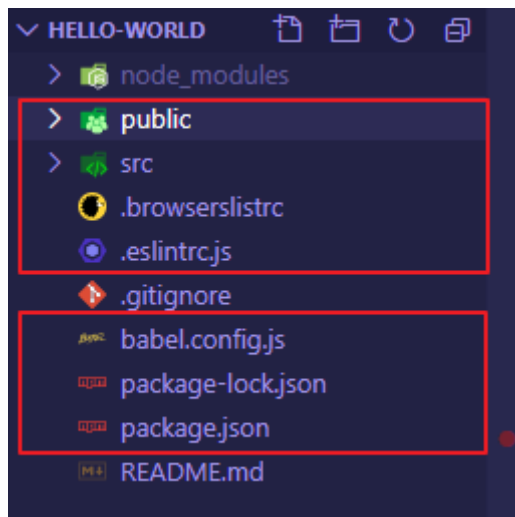 HELLO-WORLD
node_modules
public
src
.browserslistrc
.eslintrc.js
.gitignore
babel.config.js
package-lock.json
package.json
README.md